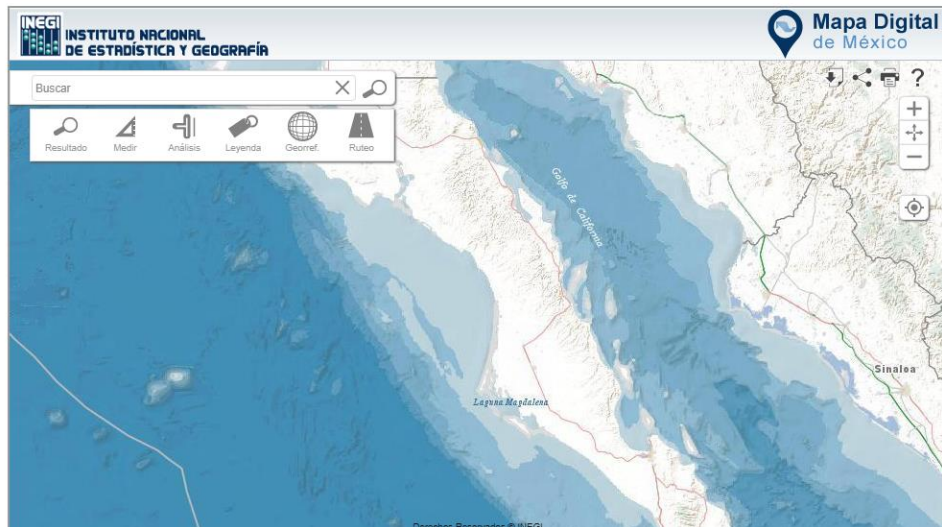 INEGI
INSTITUTO NACIONAL
DE ESTADÍSTICA Y GEOGRAFÍA
Mapa Digital
de México
Buscar
?
Resultado
Medir
Análisis
Leyenda
Georref.
Ruteo
Golfo de California
Sinaloa
Laguna Magdalena
Derechos Reservados © INEGI